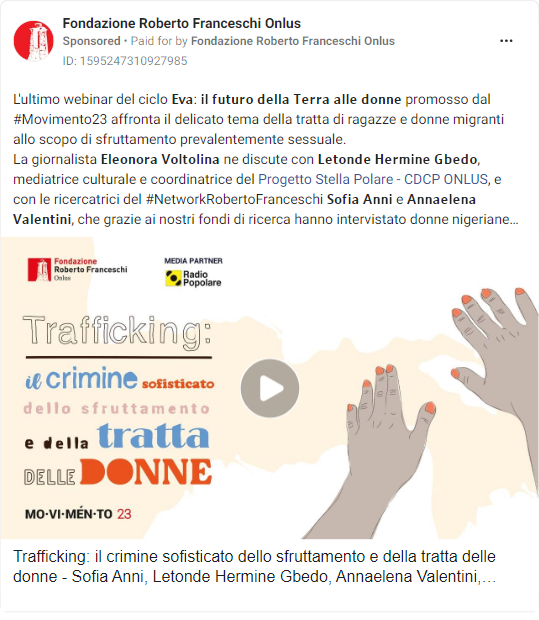 Fondazione Roberto Franceschi Onlus
Sponsored • Paid for by Fondazione Roberto Franceschi Onlus
ID: 1595247310927985
L'ultimo webinar del ciclo Eva: il futuro della Terra alle donne promosso dal
#Movimento23 affronta il delicato tema della tratta di ragazze e donne migranti
allo scopo di sfruttamento prevalentemente sessuale.
La giornalista Eleonora Voltolina ne discute con Letonde Hermine Gbedo,
mediatrice culturale e coordinatrice del Progetto Stella Polare - CDCP ONLUS, e
con le ricercatrici del #NetworkRobertoFranceschi Sofia Anni e Annaelena
Valentini, che grazie ai nostri fondi di ricerca hanno intervistato donne nigeriane...
Fondazione
Roberto Franceschi
Onlus
MEDIA PARTNER
Radio
Popolare
Trafficking:
il crimine sofisticato
dello sfruttamento
e della tratta
DELLE DONNE
MO·VI·MÉN·TO 23
Trafficking: il crimine sofisticato dello sfruttamento e della tratta delle
donne - Sofia Anni, Letonde Hermine Gbedo, Annaelena Valentini,...